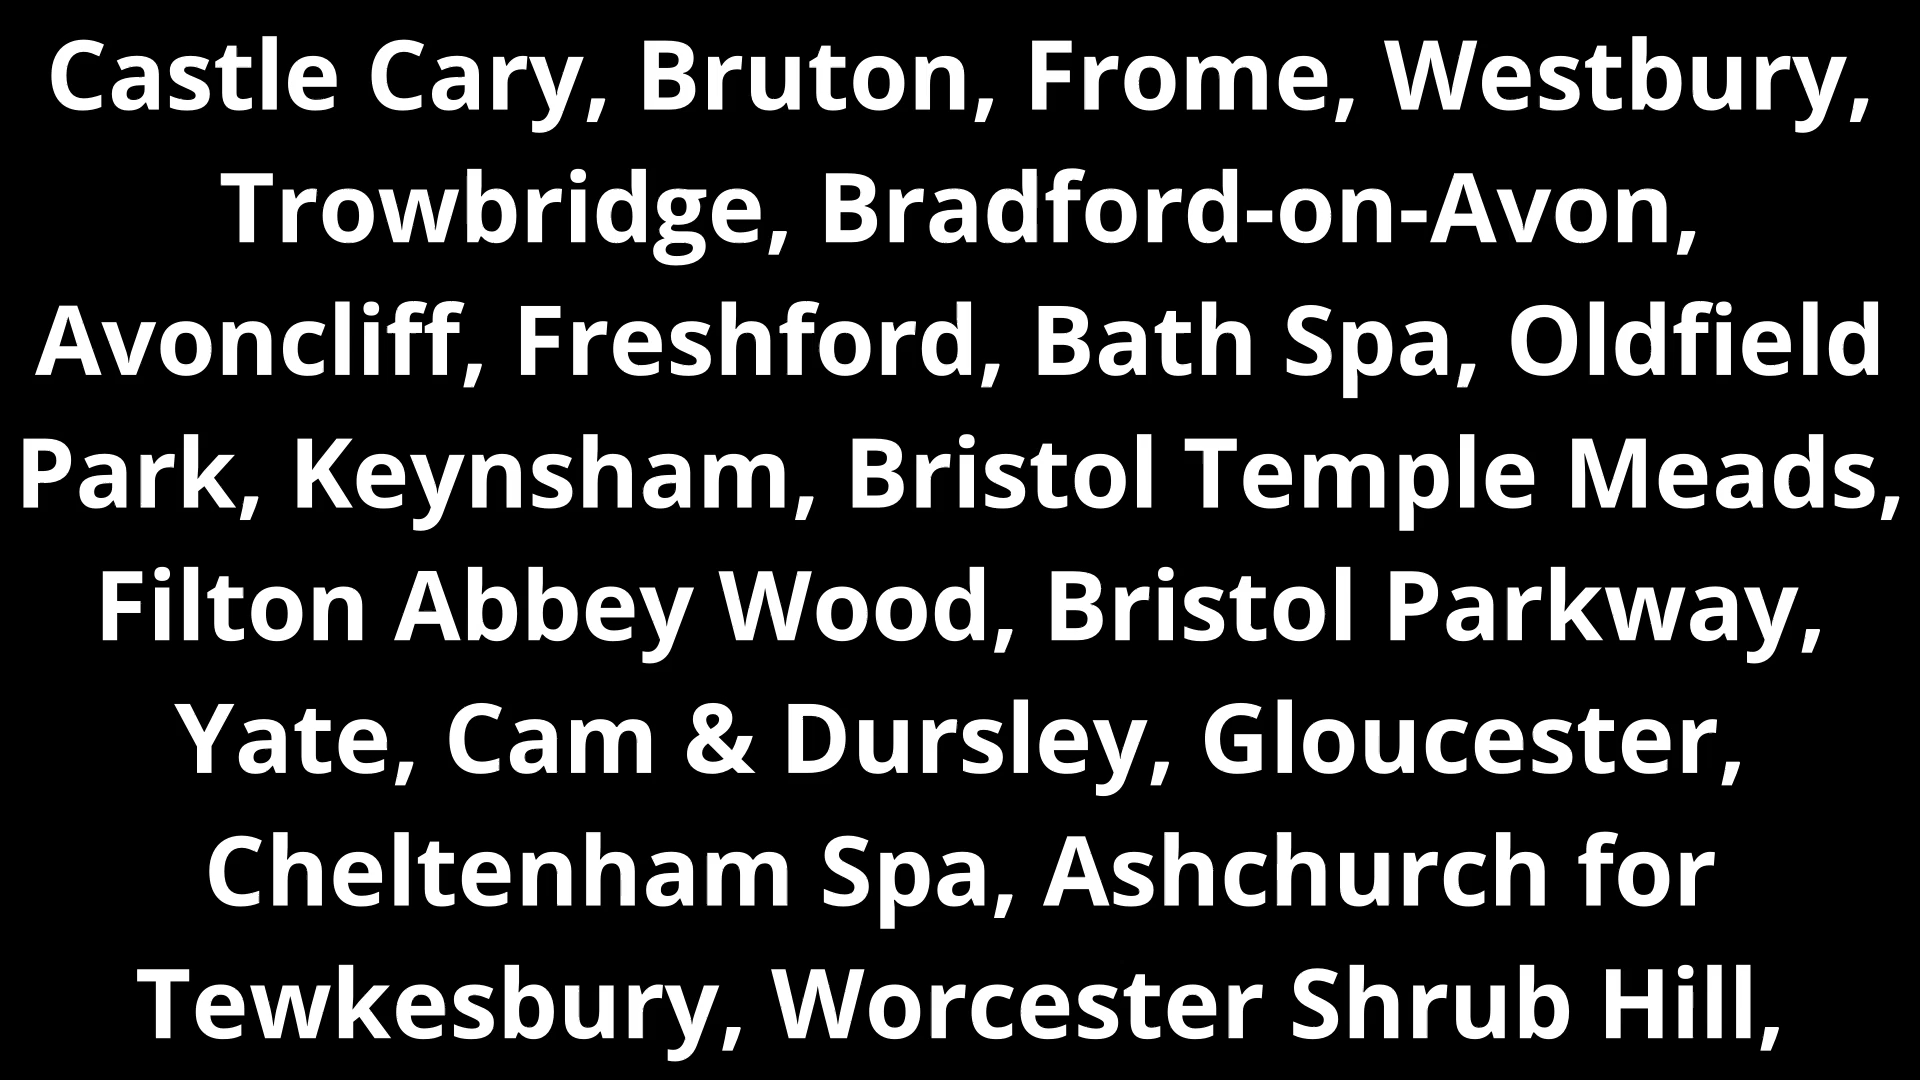 Castle Cary, Bruton, Frome, Westbury,
Trowbridge, Bradford-on-Avon,
Avoncliff, Freshford, Bath Spa, Oldfield
Park, Keynsham, Bristol Temple Meads,
Filton Abbey Wood, Bristol Parkway,
Yate, Cam & Dursley, Gloucester,
Cheltenham Spa, Ashchurch for
Tewkesbury, Worcester Shrub Hill,